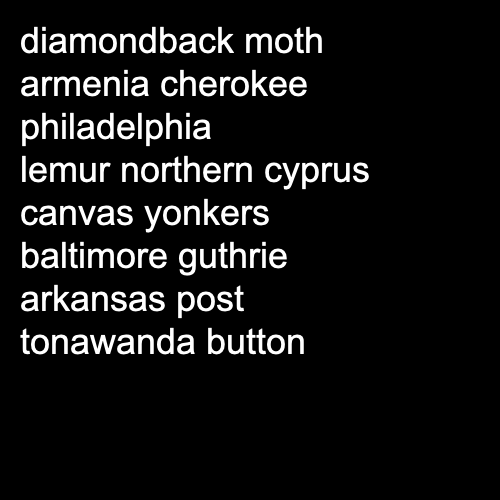 diamondback moth
armenia cherokee
philadelphia
lemur northern cyprus
canvas yonkers
baltimore guthrie
arkansas post
tonawanda button